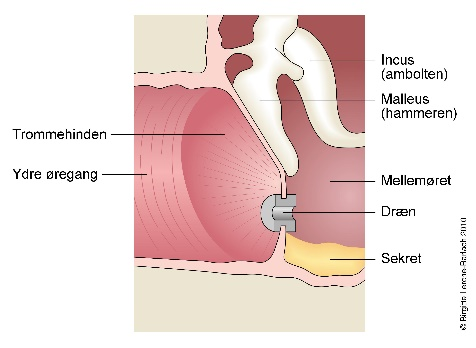 Incus
(ambolten)
Malleus
(hammeren)
Trommehinden
Ydre øregang
Mellemøret
Dræn
Sekret